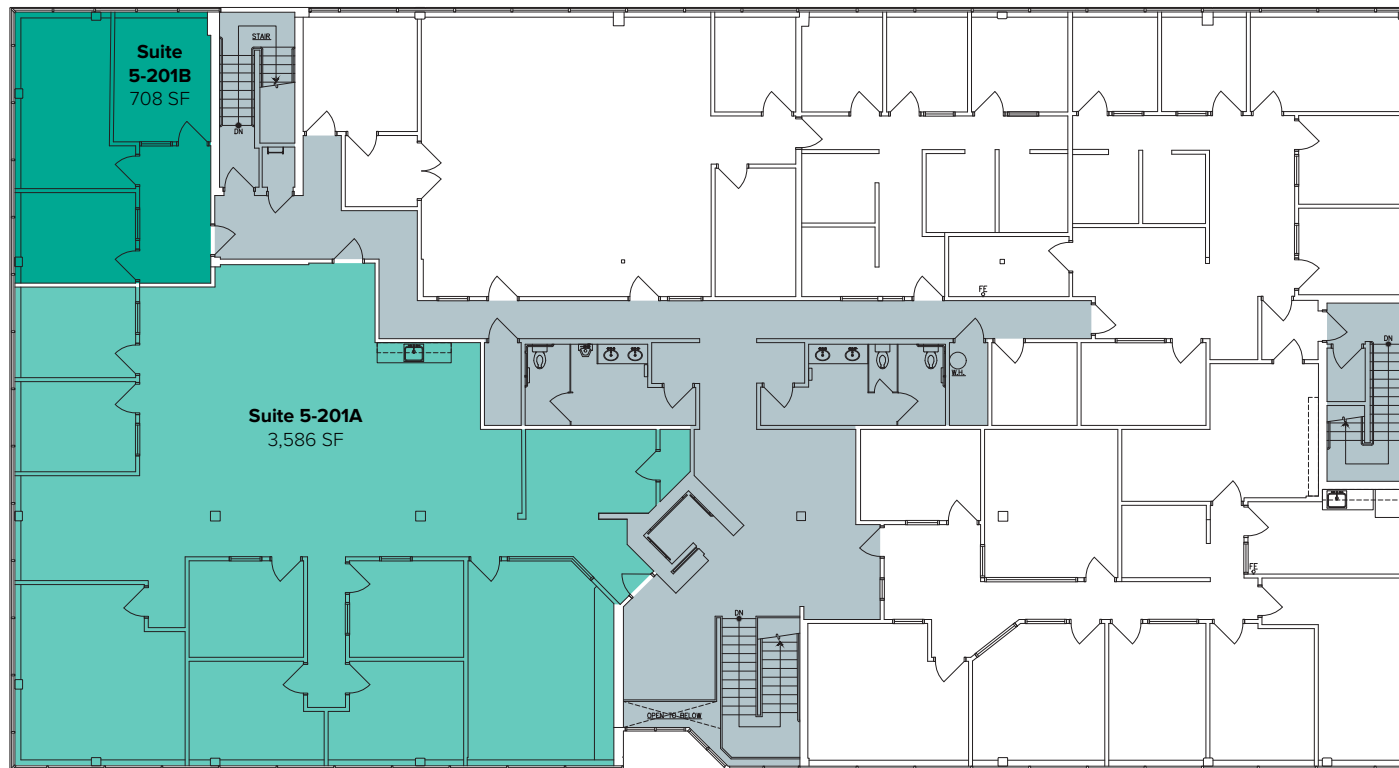 STAIR
Suite
5-201B
708 SF
DN
FE
DN
W.H.
Suite 5-201A
3,586 SF
FE
DN
OPEN TO BELOW